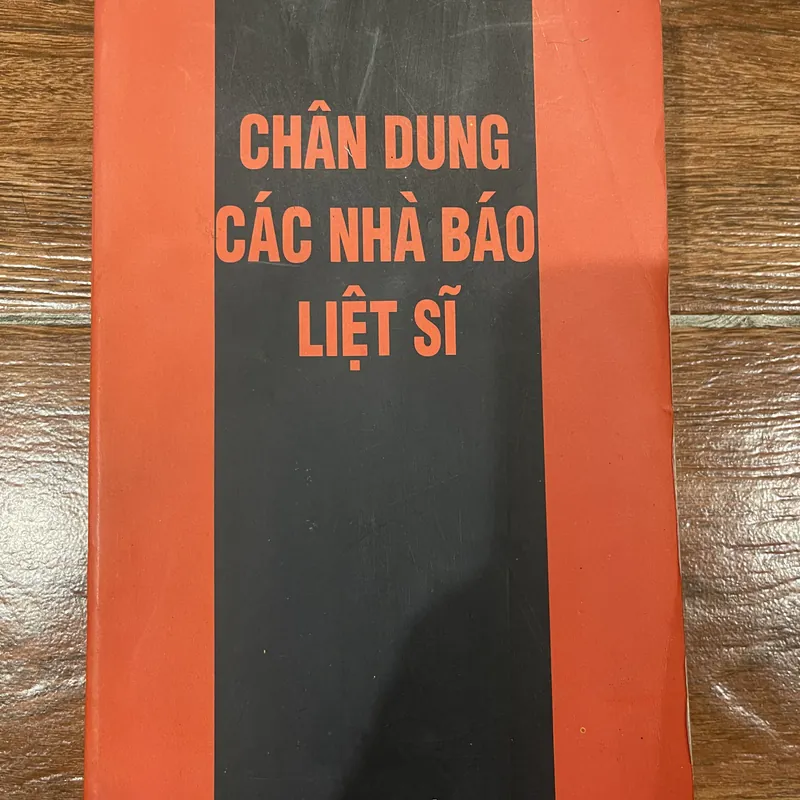 CHÂN DUNG
CÁC NHÀ BÁO
LIỆT SĨ